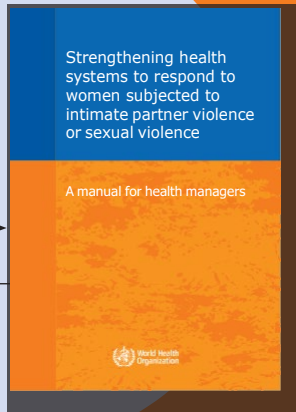 Strengthening health
systems to respond to
women subjected to
intimate partner violence
or sexual violence
A manual for health managers
World Health
Organization